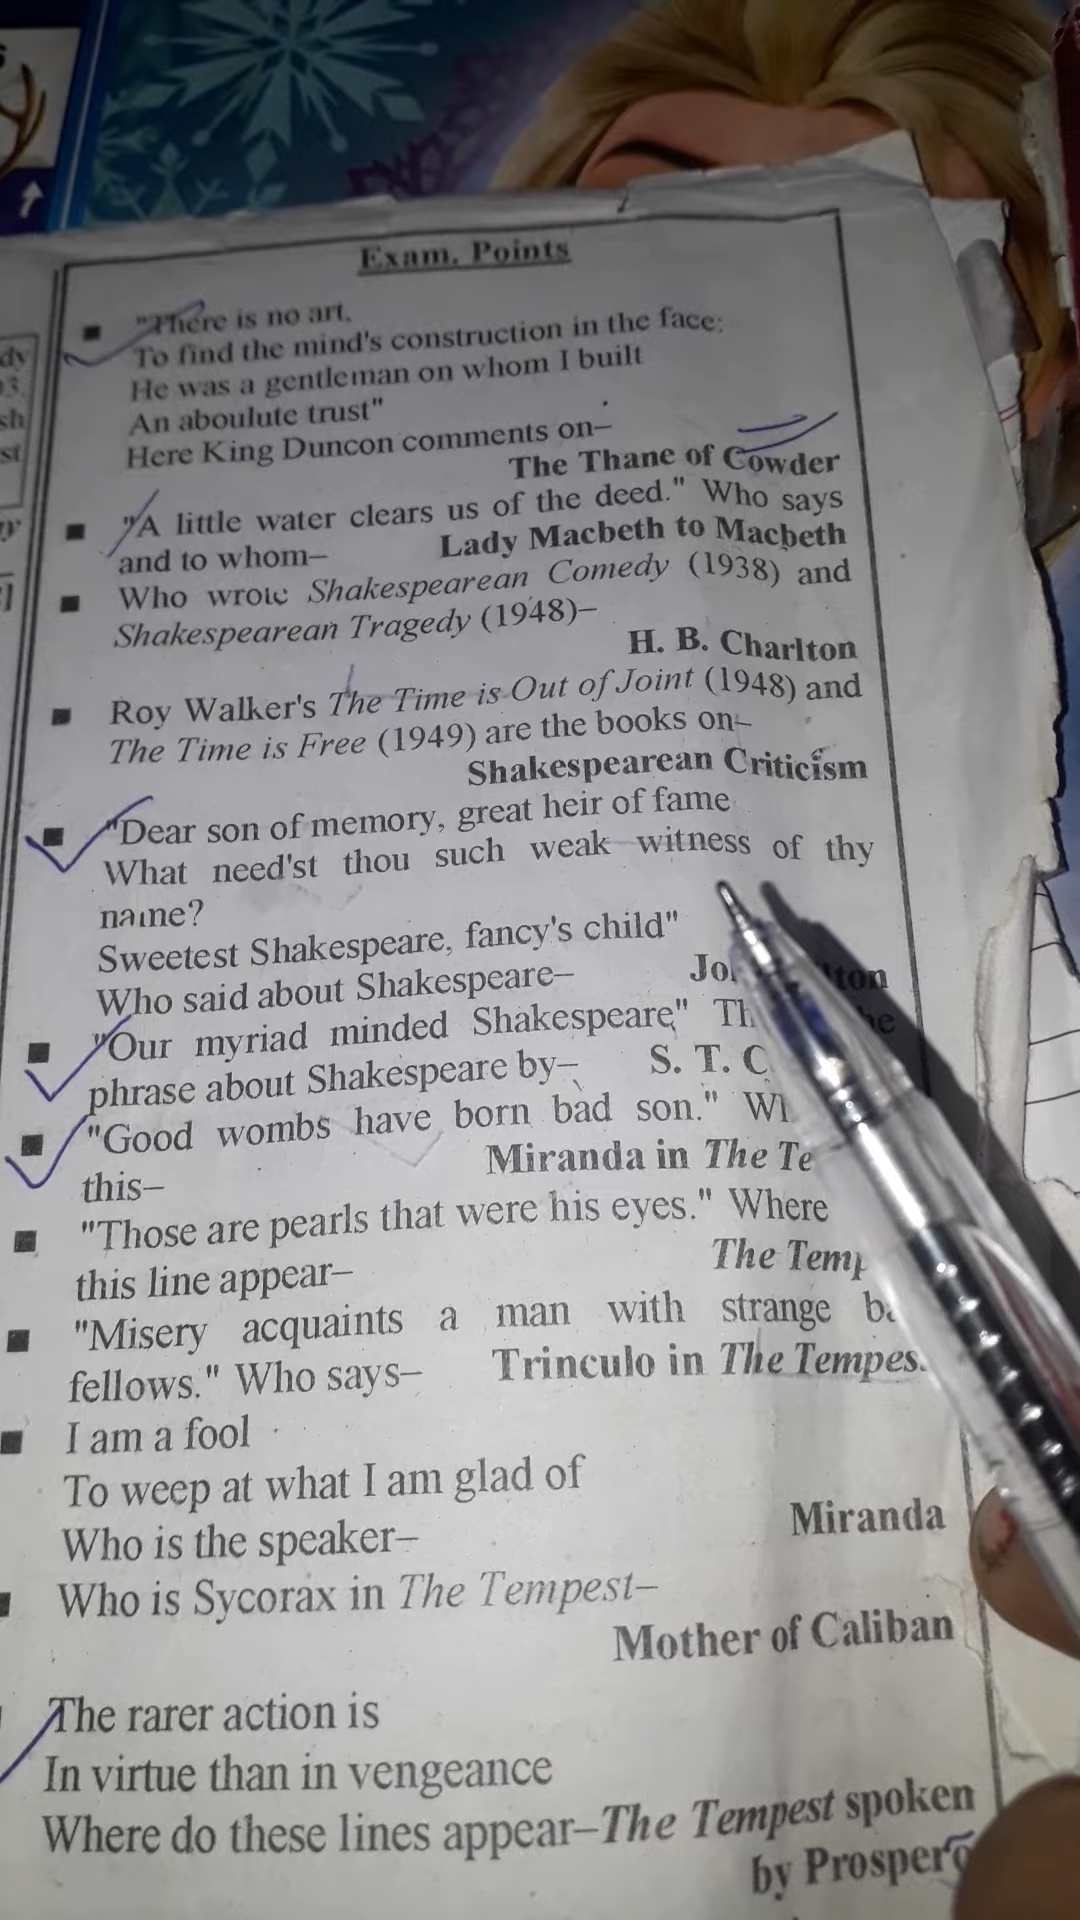 Exam. Points
"There is no art,
To find the mind's construction in the face:
He was a gentleman on whom I built
An aboulute trust"
Here King Duncon comments on–
The Thane of Cowder
"A little water clears us of the deed." Who says
and to whom– Lady Macbeth to Macbeth
Who wrote Shakespearean Comedy (1938) and
Shakespearean Tragedy (1948)–
H. B. Charlton
Roy Walker's The Time is Out of Joint (1948) and
The Time is Free (1949) are the books on–
Shakespearean Criticism
"Dear son of memory, great heir of fame
What need'st thou such weak witness of thy
name?
Sweetest Shakespeare, fancy's child"
Who said about Shakespeare–
"Our myriad minded Shakespeare"
phrase about Shakespeare by– S. T.
"Good wombs have born bad son."
this– Miranda in The
"Those are pearls that were his eyes." Where
this line appear– The
"Misery acquaints a man with strange
fellows." Who says– Trinculo in The Tempes
I am a fool
To weep at what I am glad of
Who is the speaker– Miranda
Who is Sycorax in The Tempest–
Mother of Caliban
The rarer action is
In virtue than in vengeance
Where do these lines appear–The Tempest spoken
by Prospero